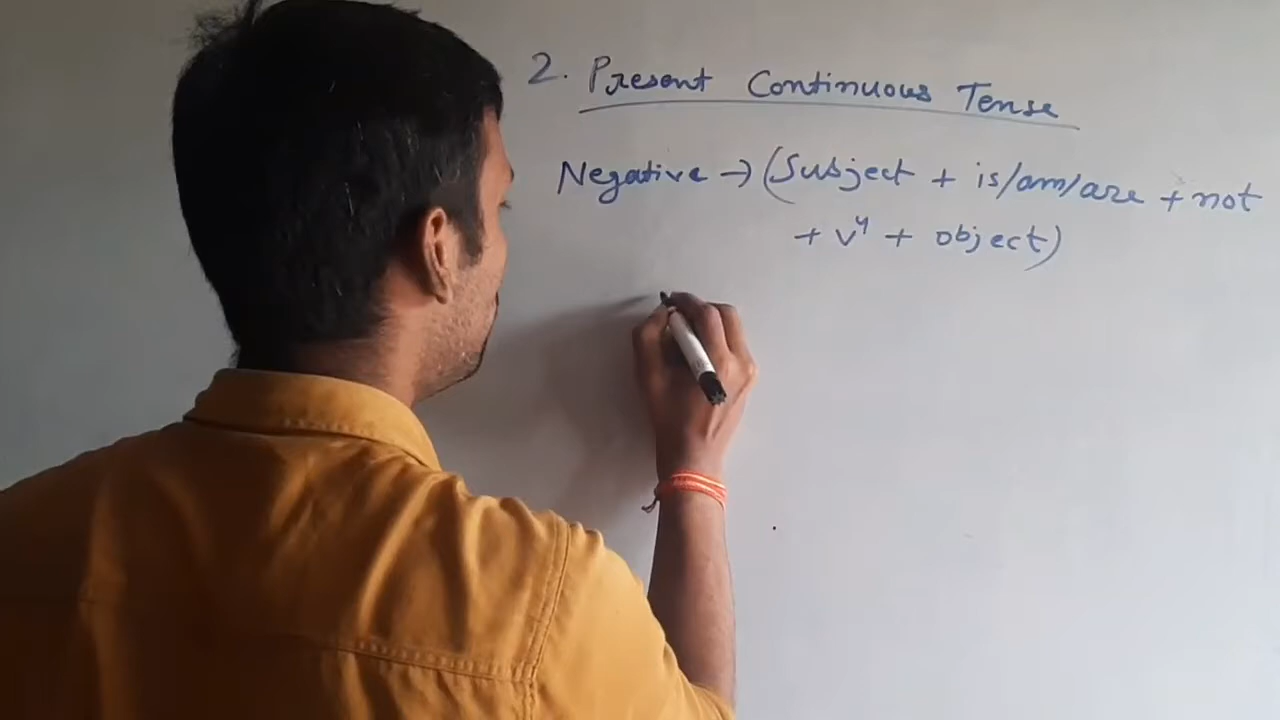 2. Present Continuous Tense
Negative → (Subject + is/am/are + not
+ v⁴ + object)